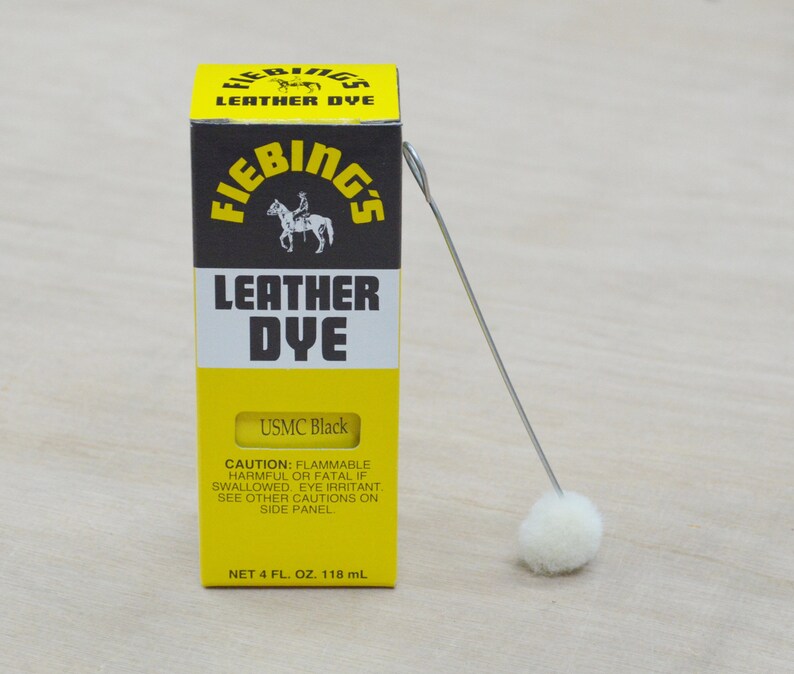 FIEBING'S
LEATHER DYE
FIEBING'S
LEATHER
DYE
USMC Black
CAUTION: FLAMMABLE
HARMFUL OR FATAL IF
SWALLOWED. EYE IRRITANT.
SEE OTHER CAUTIONS ON
SIDE PANEL.
NET 4 FL. OZ. 118 mL